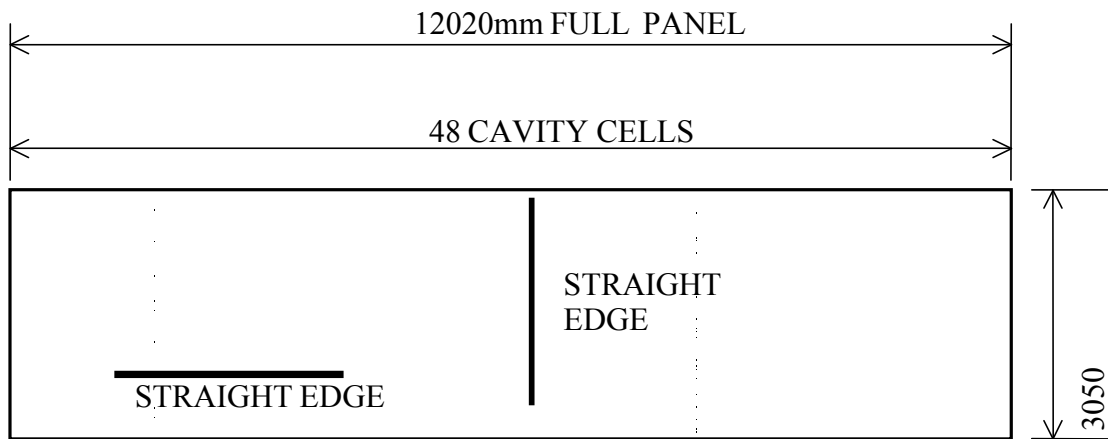 12020mm FULL PANEL
48 CAVITY CELLS
STRAIGHT
EDGE
STRAIGHT EDGE
3050